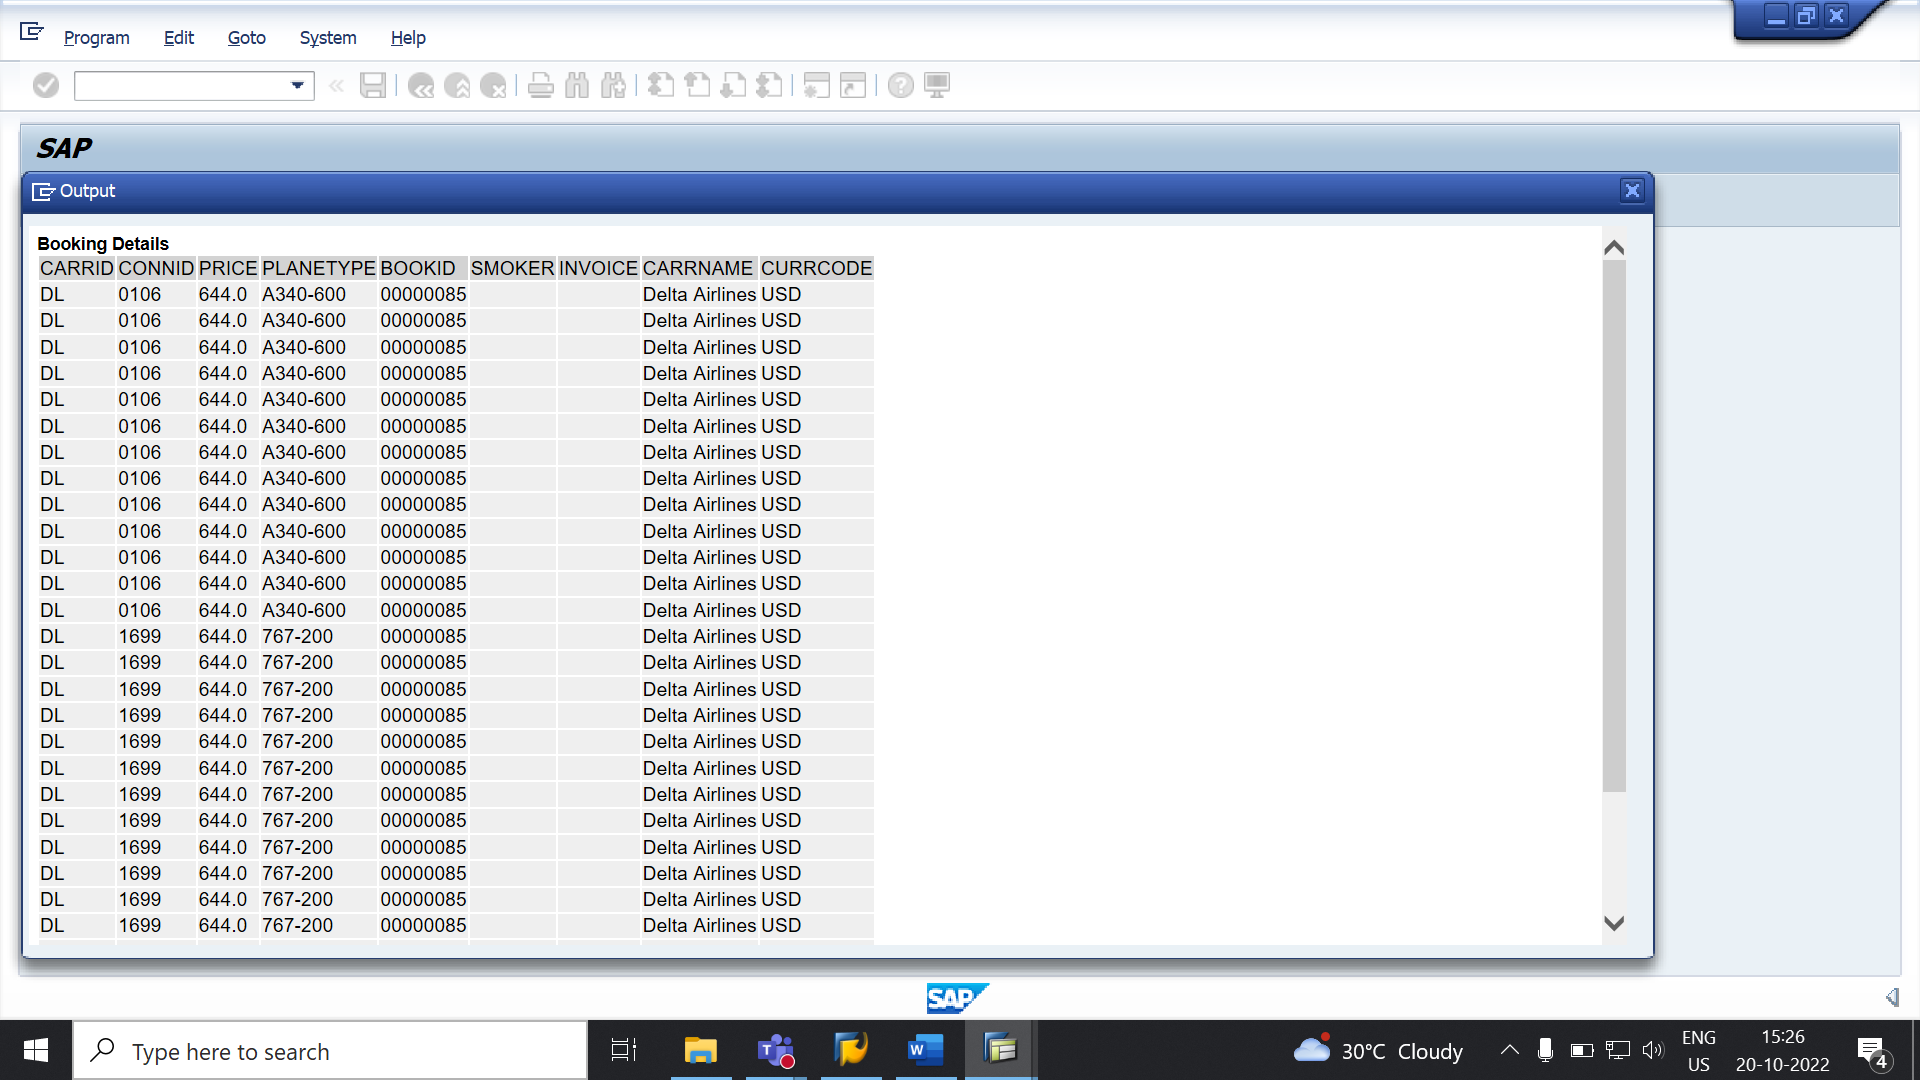 Program Edit Goto System Help
SAP
Output
Booking Details
CARRID CONNID PRICE PLANETYPE BOOKID SMOKER INVOICE CARRNAME CURRCODE
DL 0106 644.0 A340-600 00000085 Delta Airlines USD
DL 0106 644.0 A340-600 00000085 Delta Airlines USD
DL 0106 644.0 A340-600 00000085 Delta Airlines USD
DL 0106 644.0 A340-600 00000085 Delta Airlines USD
DL 0106 644.0 A340-600 00000085 Delta Airlines USD
DL 0106 644.0 A340-600 00000085 Delta Airlines USD
DL 0106 644.0 A340-600 00000085 Delta Airlines USD
DL 0106 644.0 A340-600 00000085 Delta Airlines USD
DL 0106 644.0 A340-600 00000085 Delta Airlines USD
DL 0106 644.0 A340-600 00000085 Delta Airlines USD
DL 0106 644.0 A340-600 00000085 Delta Airlines USD
DL 0106 644.0 A340-600 00000085 Delta Airlines USD
DL 0106 644.0 A340-600 00000085 Delta Airlines USD
DL 1699 644.0 767-200 00000085 Delta Airlines USD
DL 1699 644.0 767-200 00000085 Delta Airlines USD
DL 1699 644.0 767-200 00000085 Delta Airlines USD
DL 1699 644.0 767-200 00000085 Delta Airlines USD
DL 1699 644.0 767-200 00000085 Delta Airlines USD
DL 1699 644.0 767-200 00000085 Delta Airlines USD
DL 1699 644.0 767-200 00000085 Delta Airlines USD
DL 1699 644.0 767-200 00000085 Delta Airlines USD
DL 1699 644.0 767-200 00000085 Delta Airlines USD
DL 1699 644.0 767-200 00000085 Delta Airlines USD
DL 1699 644.0 767-200 00000085 Delta Airlines USD
DL 1699 644.0 767-200 00000085 Delta Airlines USD
SAP
Type here to search
30°C Cloudy
ENG
US
15:26
20-10-2022
4